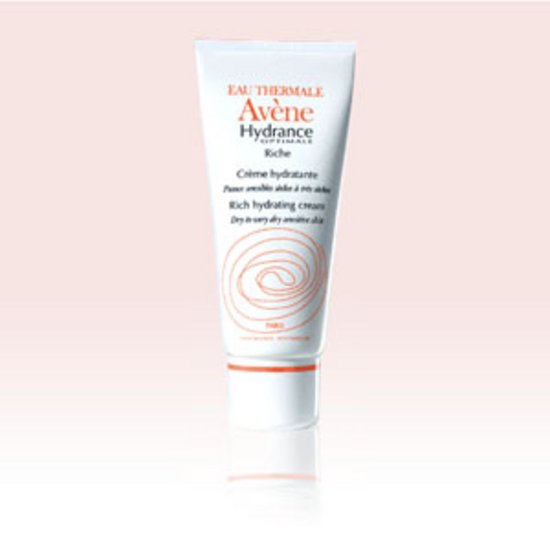 EAU THERMALE
Avène
Hydrance
OPTIMALE
Riche
Crème hydratante
Peaux sensibles sèches à très sèches
Rich hydrating cream
Dry to very dry sensitive skin
PARIS